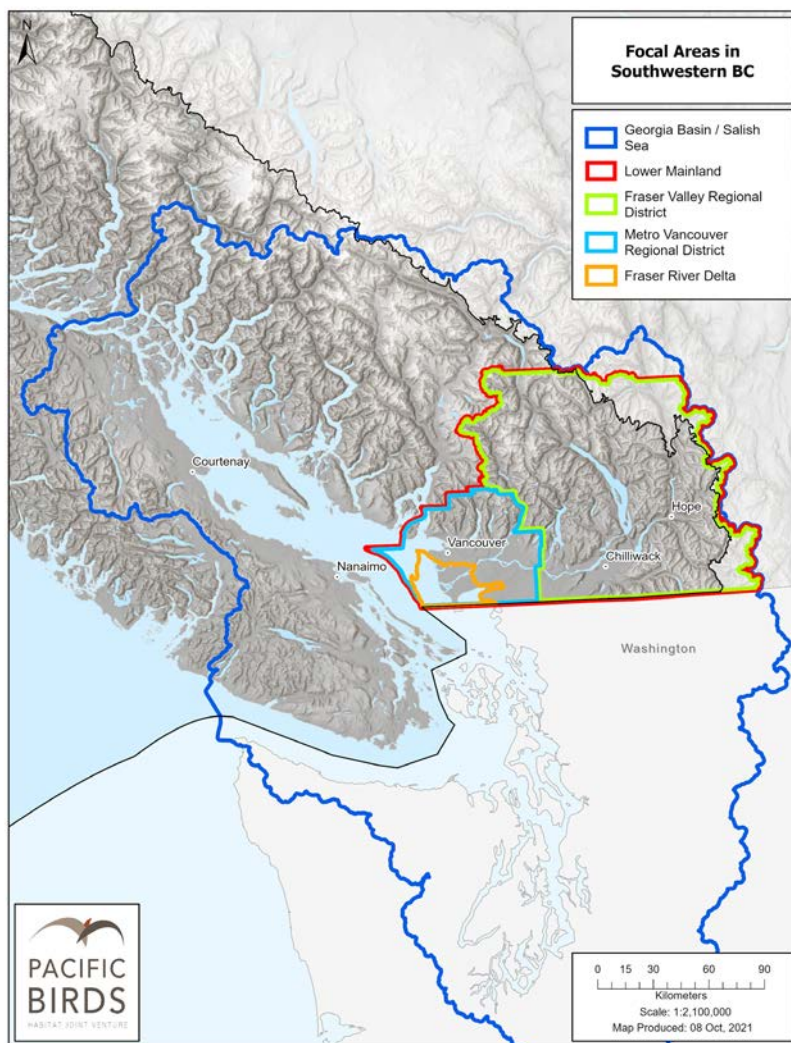 N
Focal Areas in
Southwestern BC
Georgia Basin / Salish
Sea
Lower Mainland
Fraser Valley Regional
District
Metro Vancouver
Regional District
Fraser River Delta
Courtenay
Nanaimo
Vancouver
Hope
Chilliwack
Washington
PACIFIC
BIRDS
HABITAT JOINT VENTURE
0 15 30 60 90
Kilometers
Scale: 1:2,100,000
Map Produced: 08 Oct, 2021